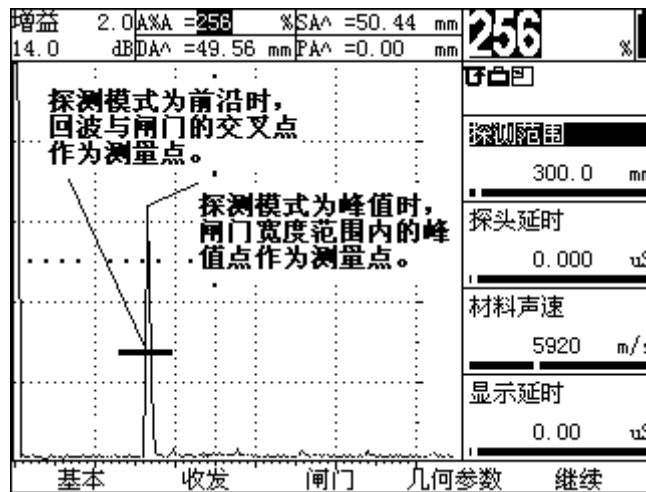 增益 2.0 A%A =256 % SA^ =50.44 mm 256 %
14.0 dB DA^ =49.56 mm PA^ =0.00 mm
探测模式为前沿时，
回波与闸门的交叉点
作为测量点。
探测模式为峰值时，
闸门宽度范围内的峰
值点作为测量点。
探测范围
300.0 mm
探头延时
0.000 uS
材料声速
5920 m/s
显示延时
0.00 uS
基本 收发 闸门 几何参数 继续